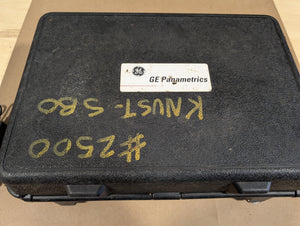 GE Panametrics
KNUST-SBO
#2500